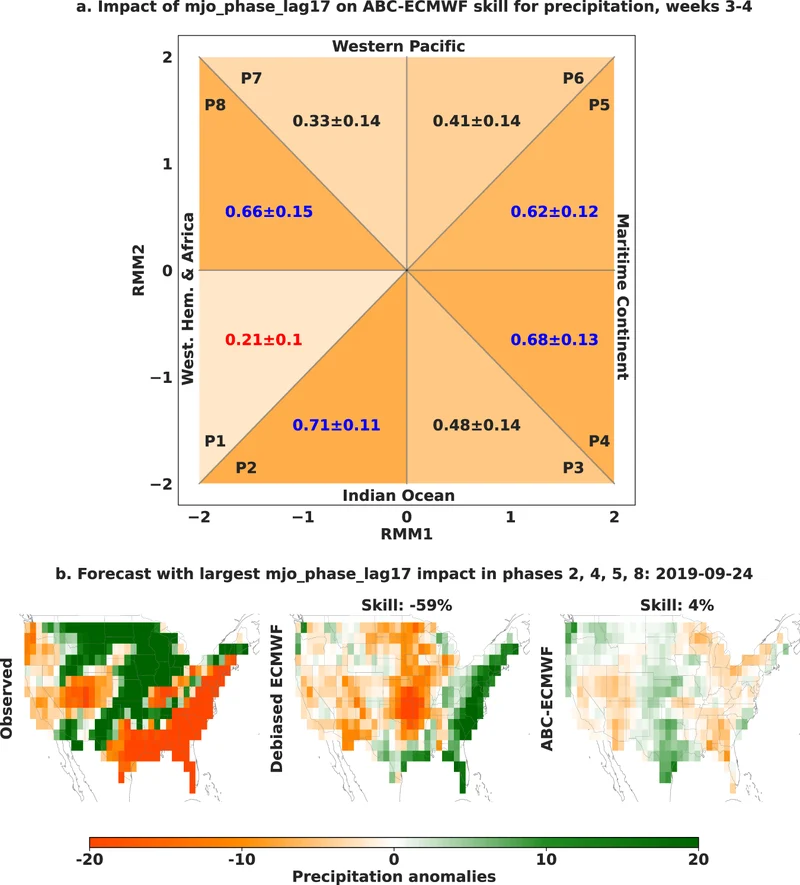 a. Impact of mjo_phase_lag17 on ABC-ECMWF skill for precipitation, weeks 3-4
Western Pacific
P7
P6
P8
P5
0.33±0.14
0.41±0.14
0.66±0.15
0.62±0.12
0.21±0.1
0.68±0.13
0.71±0.11
0.48±0.14
P1
P4
P2
P3
Indian Ocean
West. Hem. & Africa
Maritime Continent
RMM2
2
1
0
−1
−2
−2
−1
0
1
2
RMM1
b. Forecast with largest mjo_phase_lag17 impact in phases 2, 4, 5, 8: 2019-09-24
Observed
Debiased ECMWF
Skill: -59%
ABC-ECMWF
Skill: 4%
-20
-10
0
10
20
Precipitation anomalies